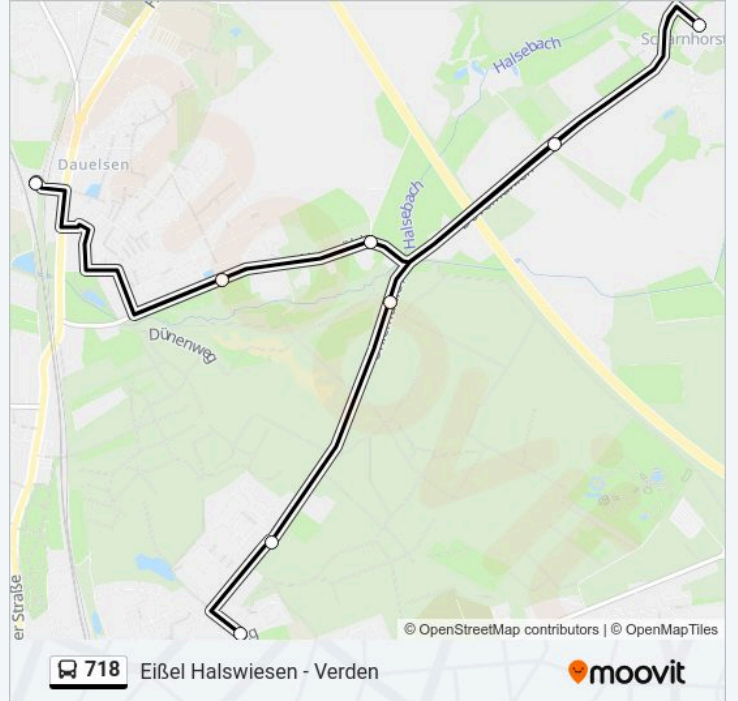 Halsebach
Scharnhorst
Dauelsen
Halsebach
Dünenweg
er Straße
© OpenStreetMap contributors | © OpenMapTiles
718 Eißel Halswiesen - Verden
moovit